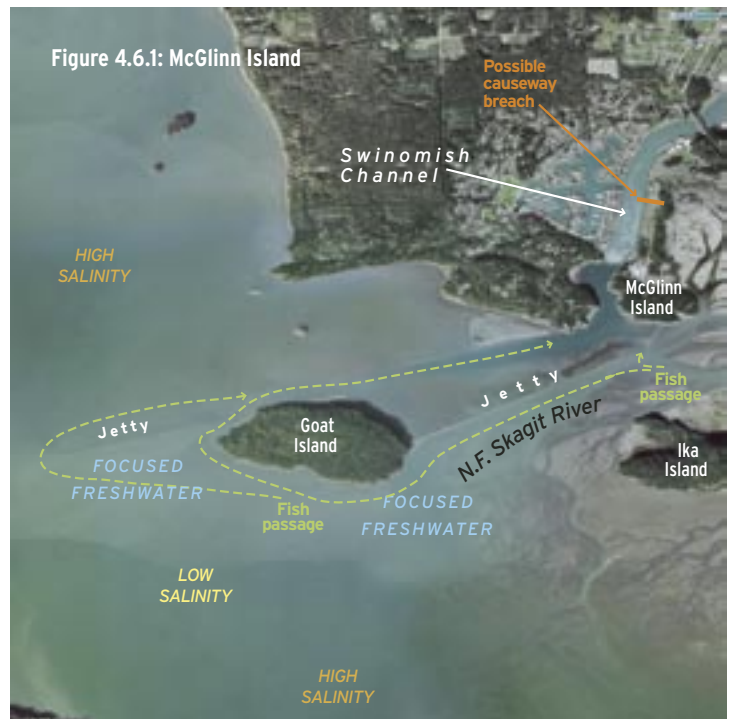 Figure 4.6.1: McGlinn Island
Possible
causeway
breach
Swinomish
Channel
HIGH
SALINITY
McGlinn
Island
Jetty
Fish
passage
Jetty
Goat
Island
N.F. Skagit River
Ika
Island
FOCUSED
FRESHWATER
Fish
passage
FOCUSED
FRESHWATER
LOW
SALINITY
HIGH
SALINITY